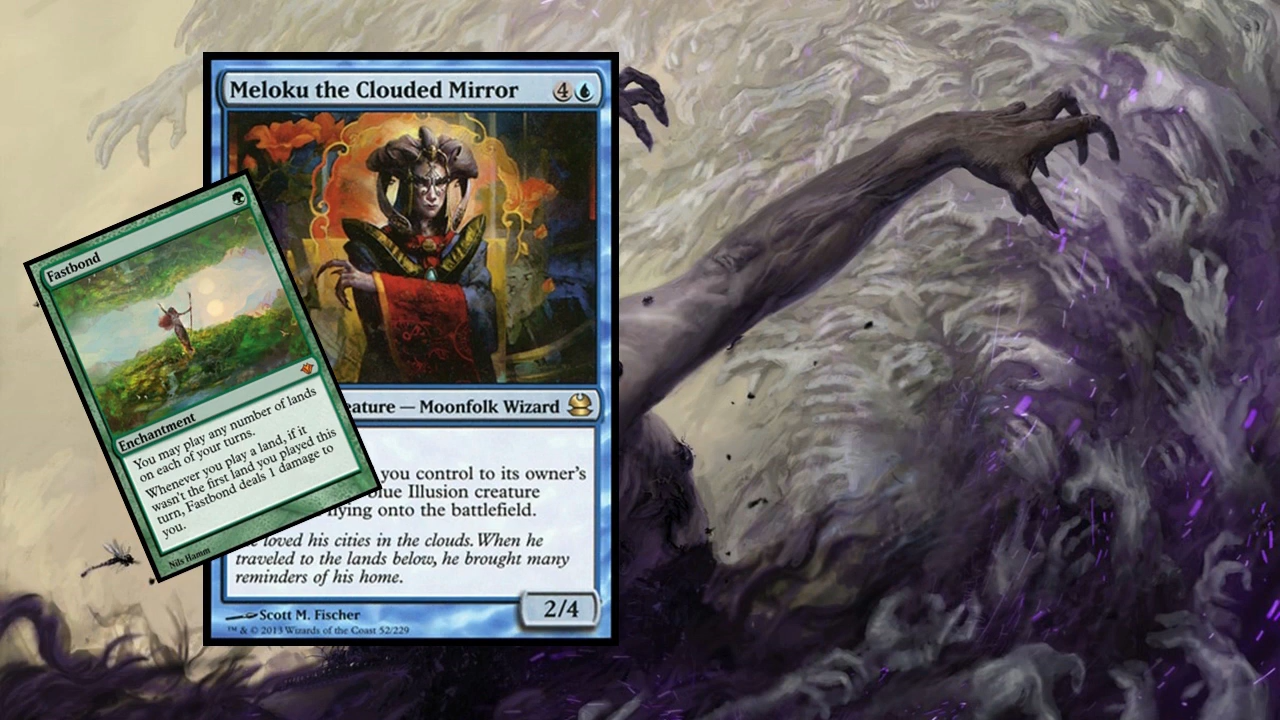 Meloku the Clouded Mirror 4
Fastbond
Enchantment
You may play any number of lands
on each of your turns.
Whenever you play a land, if it
wasn't the first land you played this
turn, Fastbond deals 1 damage to
you.
Nils Hamm
— Moonfolk Wizard
you control to its owner's
Illusion creature
onto the battlefield.
loved his cities in the clouds. When he
traveled to the lands below, he brought many
reminders of his home.
2/4
Scott M. Fischer
™ & © 2013 Wizards of the Coast 52/229